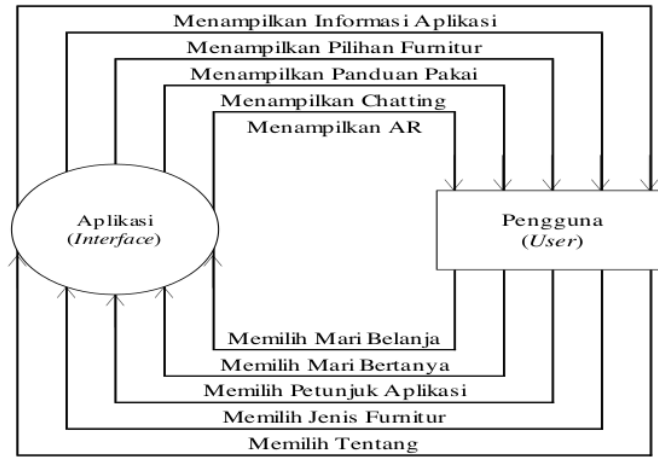 Menampilkan Informasi Aplikasi
Menampilkan Pilihan Furnitur
Menampilkan Panduan Pakai
Menampilkan Chatting
Menampilkan AR
Aplikasi
(Interface)
Pengguna
(User)
Memilih Mari Belanja
Memilih Mari Bertanya
Memilih Petunjuk Aplikasi
Memilih Jenis Furnitur
Memilih Tentang